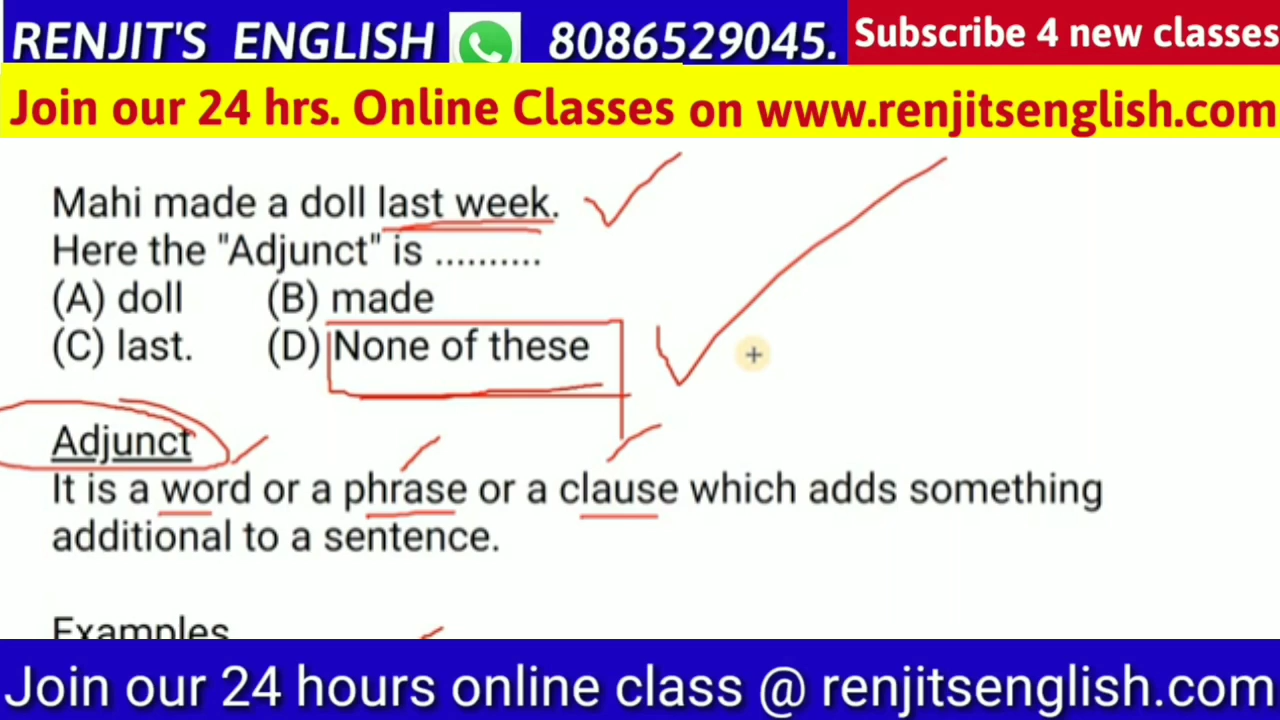 RENJIT'S ENGLISH 8086529045. Subscribe 4 new classes
Join our 24 hrs. Online Classes on www.renjitsenglish.com
Mahi made a doll last week.
Here the "Adjunct" is ..........
(A) doll (B) made
(C) last. (D) None of these
Adjunct
It is a word or a phrase or a clause which adds something
additional to a sentence.
Examples
Join our 24 hours online class @ renjitsenglish.com